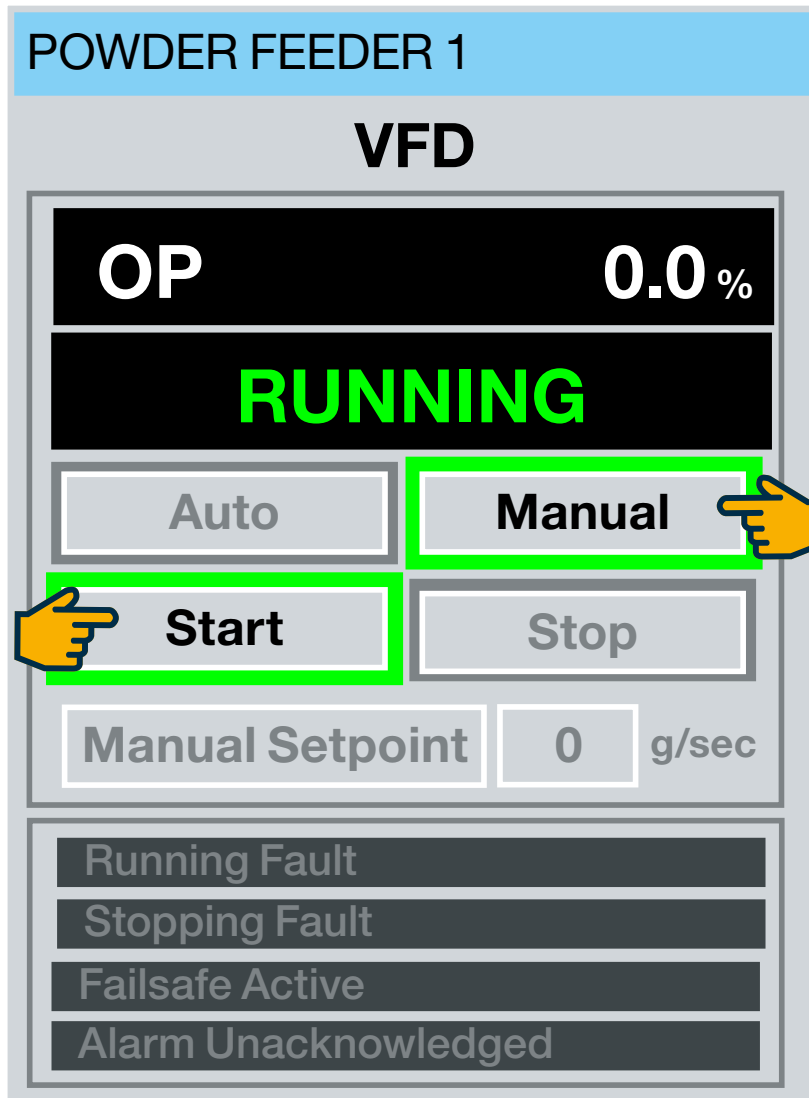 POWDER FEEDER 1
VFD
OP 0.0 %
RUNNING
Auto Manual
Start Stop
Manual Setpoint 0 g/sec
Running Fault
Stopping Fault
Failsafe Active
Alarm Unacknowledged